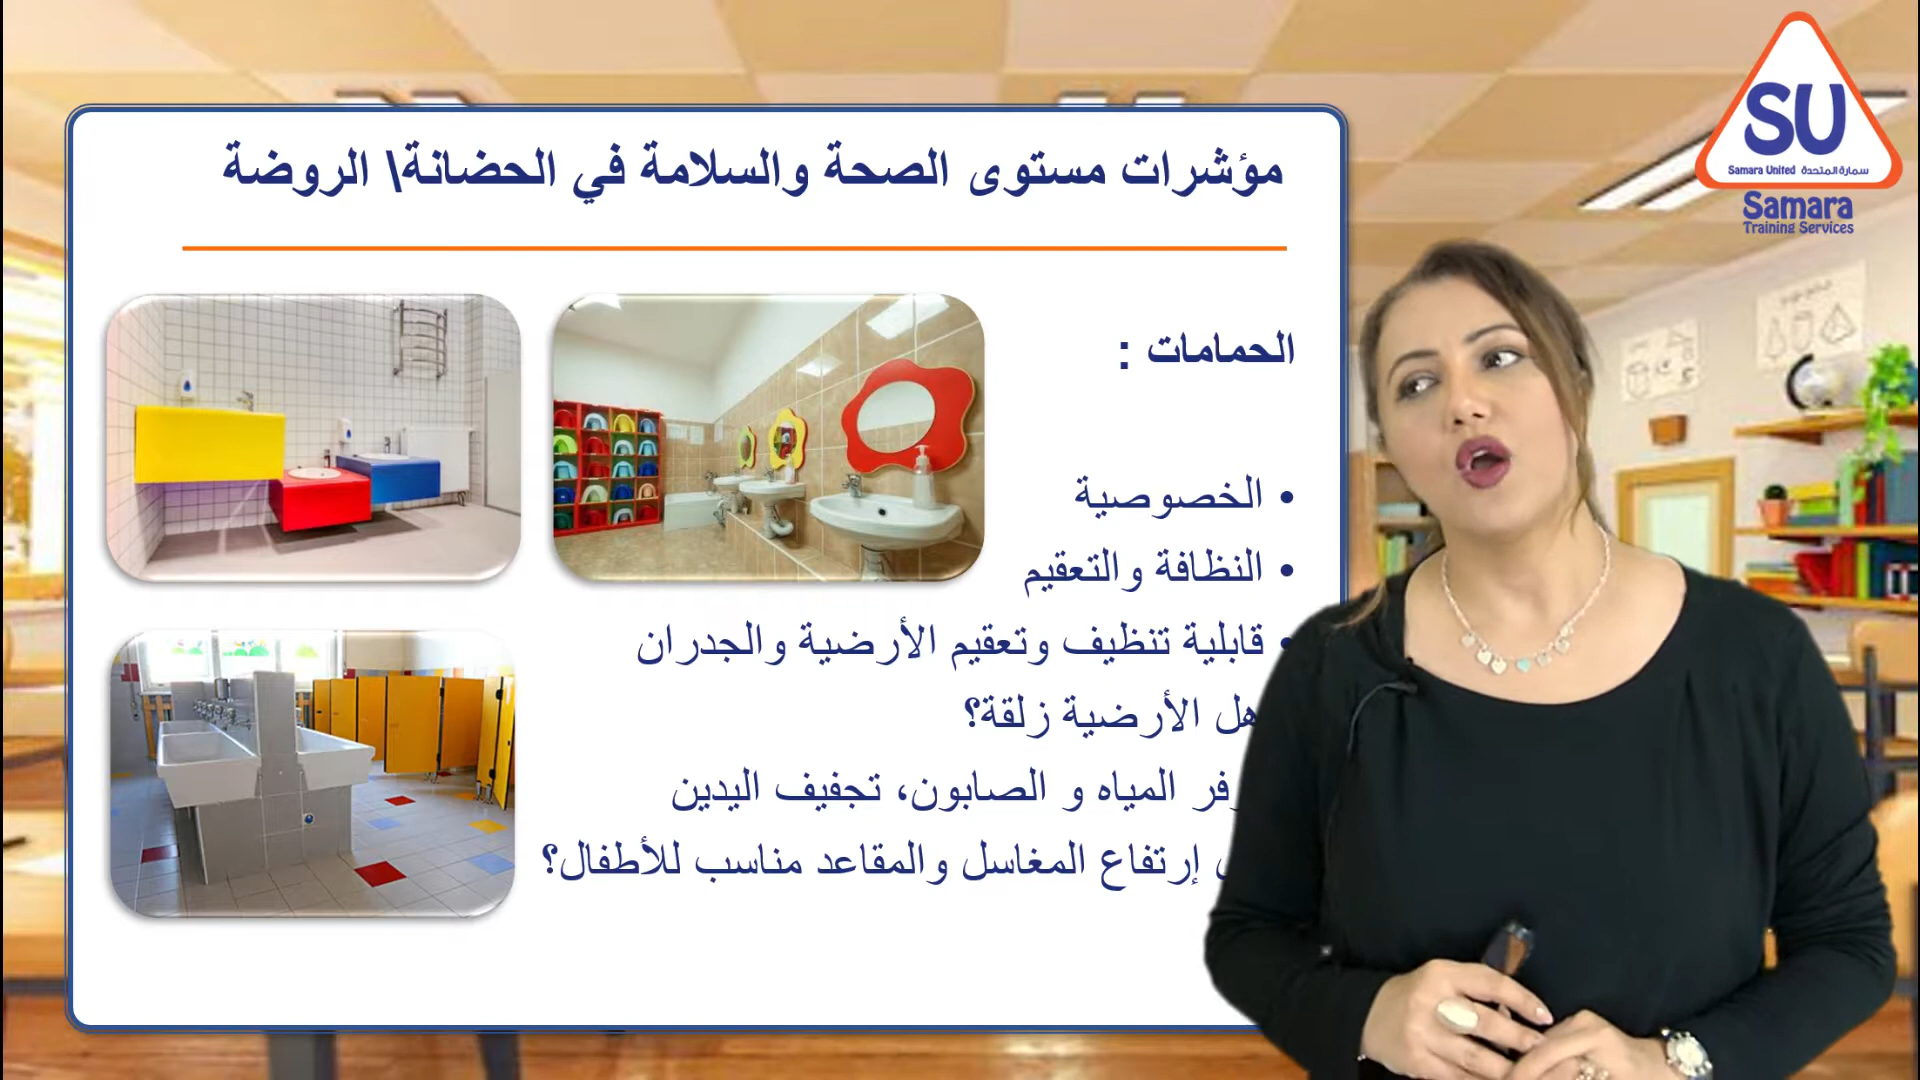 مؤشرات مستوى الصحة والسلامة في الحضانة\ الروضة
الحمامات :
• الخصوصية
• النظافة والتعقيم
• قابلية تنظيف وتعقيم الأرضية والجدران
هل الأرضية زلقة؟
المياه و الصابون، تجفيف اليدين
إرتفاع المغاسل والمقاعد مناسب للأطفال؟
SU
Samara United سمارة المتحدة
Samara
Training Services